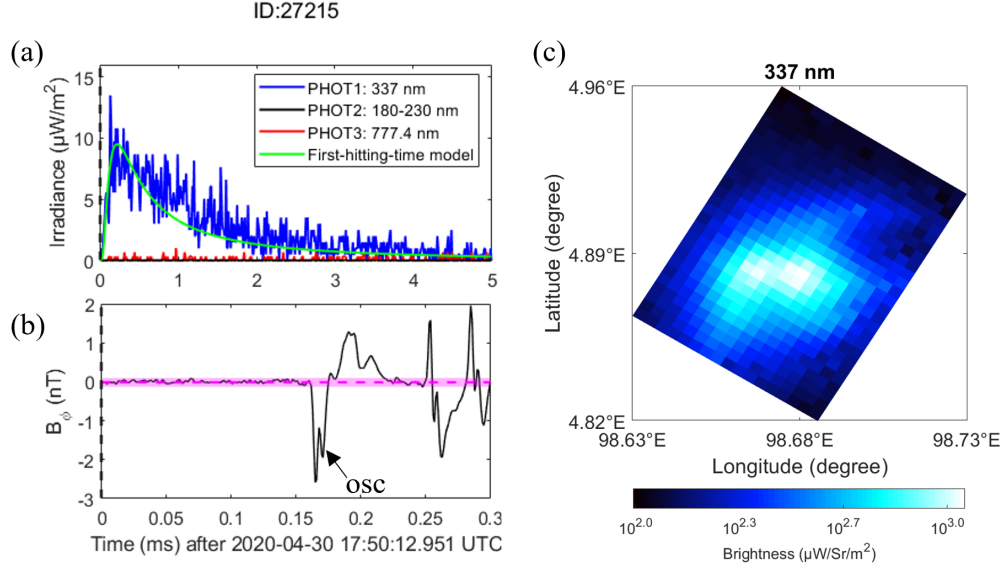 ID:27215
(a)
15
10
5
0
Irradiance (µW/m²)
PHOT1: 337 nm
PHOT2: 180-230 nm
PHOT3: 777.4 nm
First-hitting-time model
0 1 2 3 4 5
(b)
2
1
0
-1
-2
-3
B_ϕ (nT)
osc
0 0.05 0.1 0.15 0.2 0.25 0.3
Time (ms) after 2020-04-30 17:50:12.951 UTC
(c)
337 nm
4.96°E
4.89°E
4.82°E
Latitude (degree)
98.63°E 98.68°E 98.73°E
Longitude (degree)
10^2.0 10^2.3 10^2.7 10^3.0
Brightness (µW/Sr/m²)